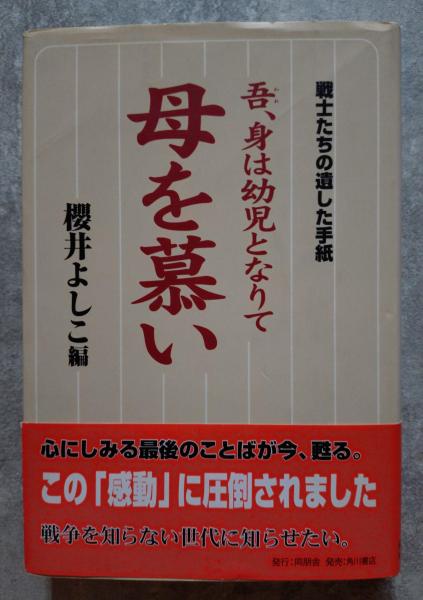 戦士たちの遺した手紙
吾、身は幼児となりて
われ
母を慕い
櫻井よしこ編
心にしみる最後のことばが今、甦る。
この「感動」に圧倒されました
戦争を知らない世代に知らせたい。
発行:同朋舎 発売:角川書店